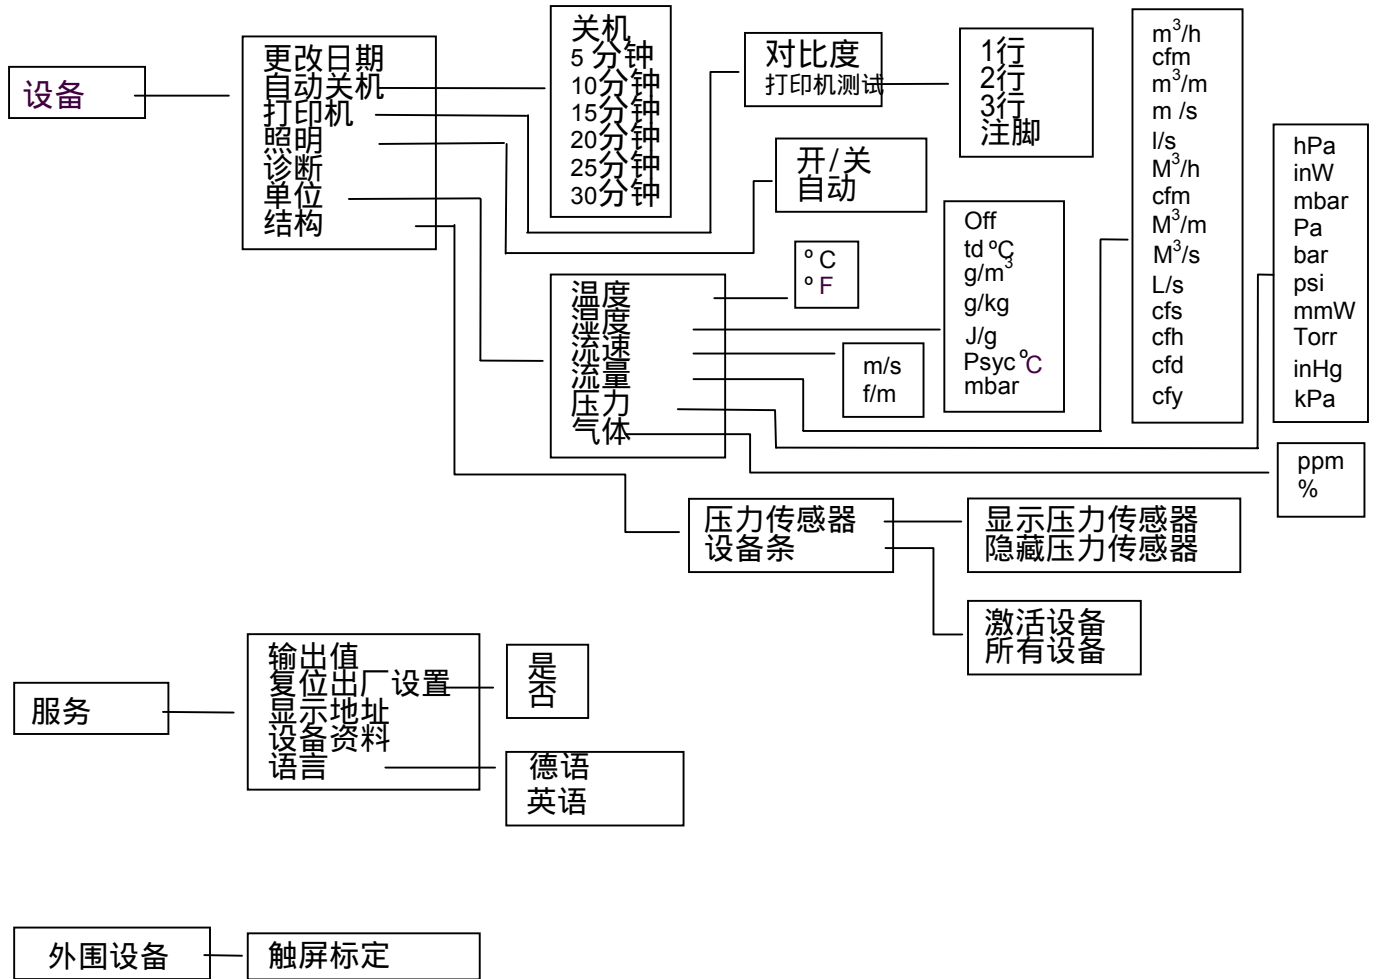 设备
更改日期
自动关机
打印机
照明
诊断
单位
结构
关机
5 分钟
10分钟
15分钟
20分钟
25分钟
30分钟
对比度
打印机测试
1行
2行
3行
注脚
开/关
自动
温度
湿度
流速
流量
压力
气体
º C
º F
Off
td ºC
g/m³
g/kg
J/g
Psyc ºC
mbar
m/s
f/m
m³/h
cfm
m³/m
m /s
l/s
M³/h
cfm
M³/m
M³/s
L/s
cfs
cfh
cfd
cfy
hPa
inW
mbar
Pa
bar
psi
mmW
Torr
inHg
kPa
ppm
%
压力传感器
设备条
显示压力传感器
隐藏压力传感器
激活设备
所有设备
服务
输出值
复位出厂设置
显示地址
设备资料
语言
是
否
德语
英语
外围设备
触屏标定